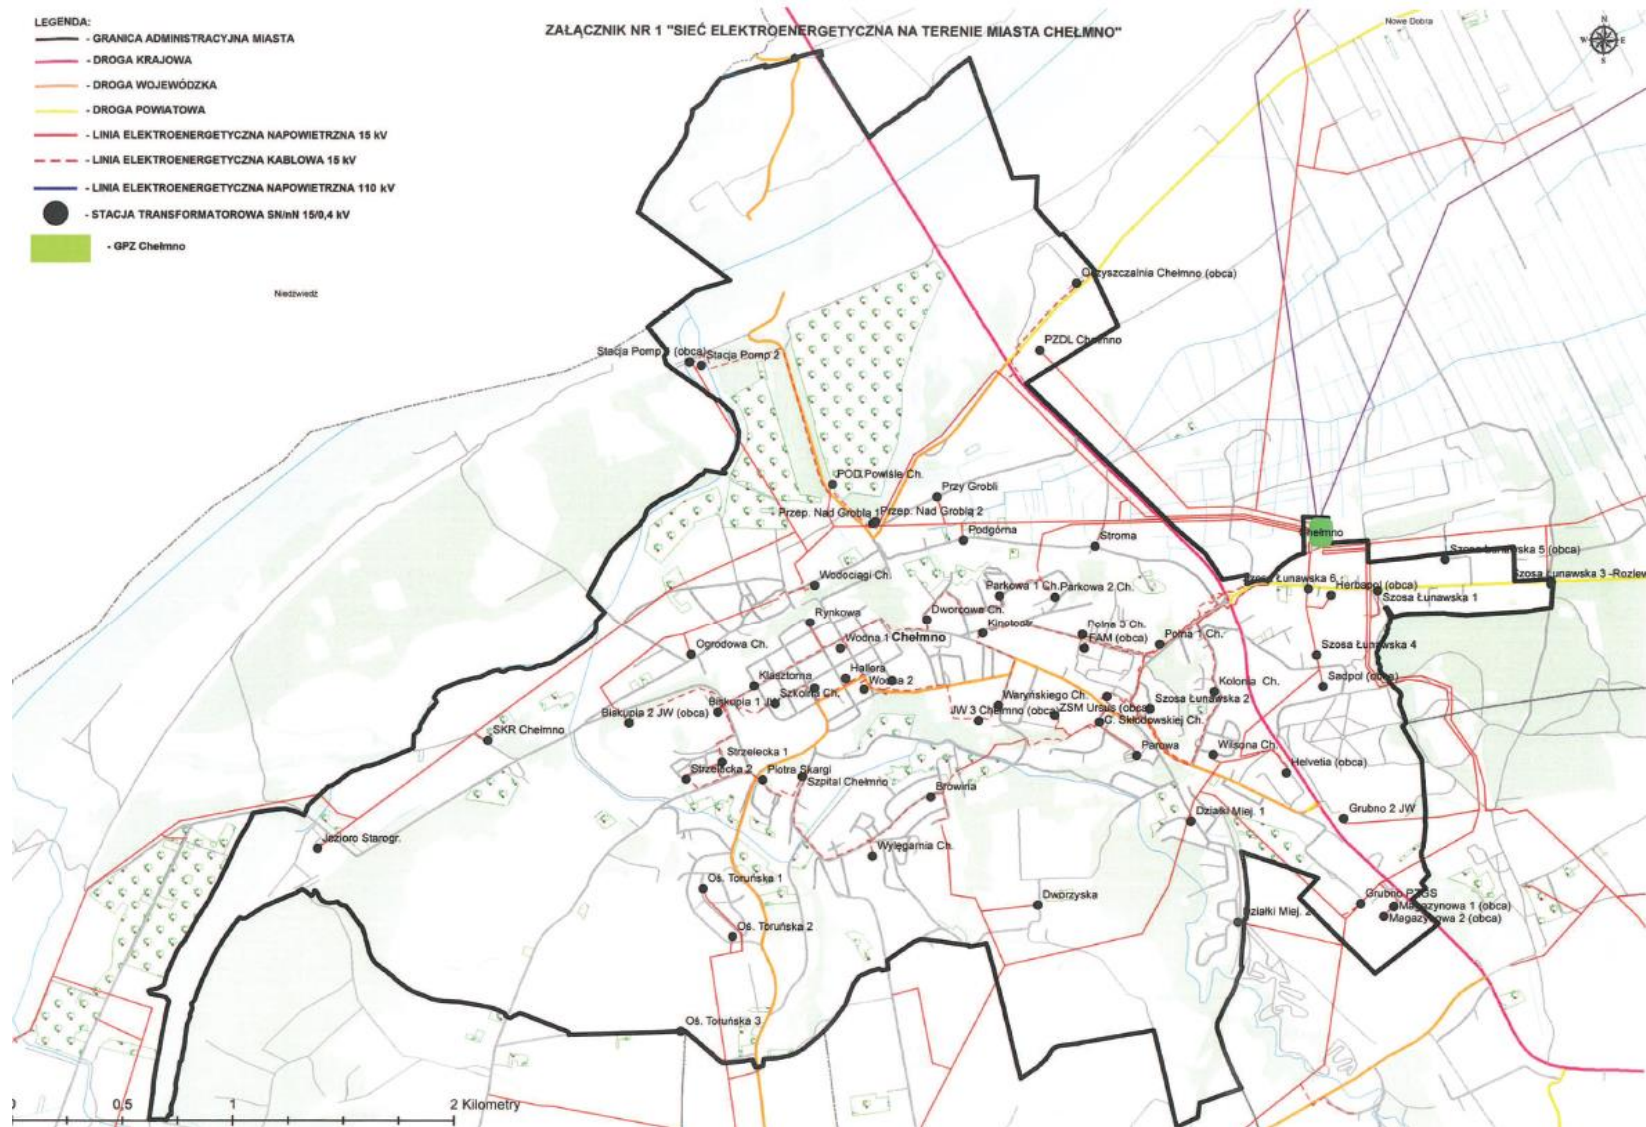 LEGENDA:
- GRANICA ADMINISTRACYJNA MIASTA
- DROGA KRAJOWA
- DROGA WOJEWÓDZKA
- DROGA POWIATOWA
- LINIA ELEKTROENERGETYCZNA NAPOWIETRZNA 15 kV
- LINIA ELEKTROENERGETYCZNA KABLOWA 15 kV
- LINIA ELEKTROENERGETYCZNA NAPOWIETRZNA 110 kV
- STACJA TRANSFORMATOROWA SN/nN 15/0,4 kV
- GPZ Chełmno
ZAŁĄCZNIK NR 1 "SIEĆ ELEKTROENERGETYCZNA NA TERENIE MIASTA CHEŁMNO"
Nowe Dobra
N
W
E
S
Niedźwiedź
Oczyszczalnia Chełmno (obca)
PZDL Chełmno
Stacja Pomp (obca)
Stacja Pomp 2
POD Powiśle Ch.
Przy Grobli
Przep. Nad Groblą 1
Przep. Nad Groblą 2
Podgórna
Stroma
Chełmno
Szosa Łunawska 5 (obca)
Szosa Łunawska 3 -Rozlew
Szosa Łunawska 6
Herbapol (obca)
Szosa Łunawska 1
Wodociągi Ch.
Parkowa 1 Ch.
Parkowa 2 Ch.
Dworcowa Ch.
Rynkowa
Kinoteatr
Polna 3 Ch.
FAM (obca)
Polna 1 Ch.
Wodna 1
Chełmno
Ogrodowa Ch.
Szosa Łunawska 4
Hallera
Wodna 2
Klasztorna
Szkolna Ch.
Sadpol (obca)
Kolonia Ch.
Biskupia 1 JW
Biskupia 2 JW (obca)
Waryńskiego Ch.
Szosa Łunawska 2
JW 3 Chełmno (obca)
ZSM Ursus (obca)
C. Skłodowskiej Ch.
SKR Chełmno
Strzelecka 1
Parowa
Wilsona Ch.
Strzelecka 2
Piotra Skargi
Szpital Chełmno
Helvetia (obca)
Browina
Grubno 2 JW
Działki Miej. 1
Jezioro Starogr.
Wylęgarnia Ch.
Oś. Toruńska 1
Dworzyska
Grubno PZGS
Magazynowa 1 (obca)
Magazynowa 2 (obca)
Działki Miej. 2
Oś. Toruńska 2
Oś. Toruńska 3
0,5
1
2 Kilometry